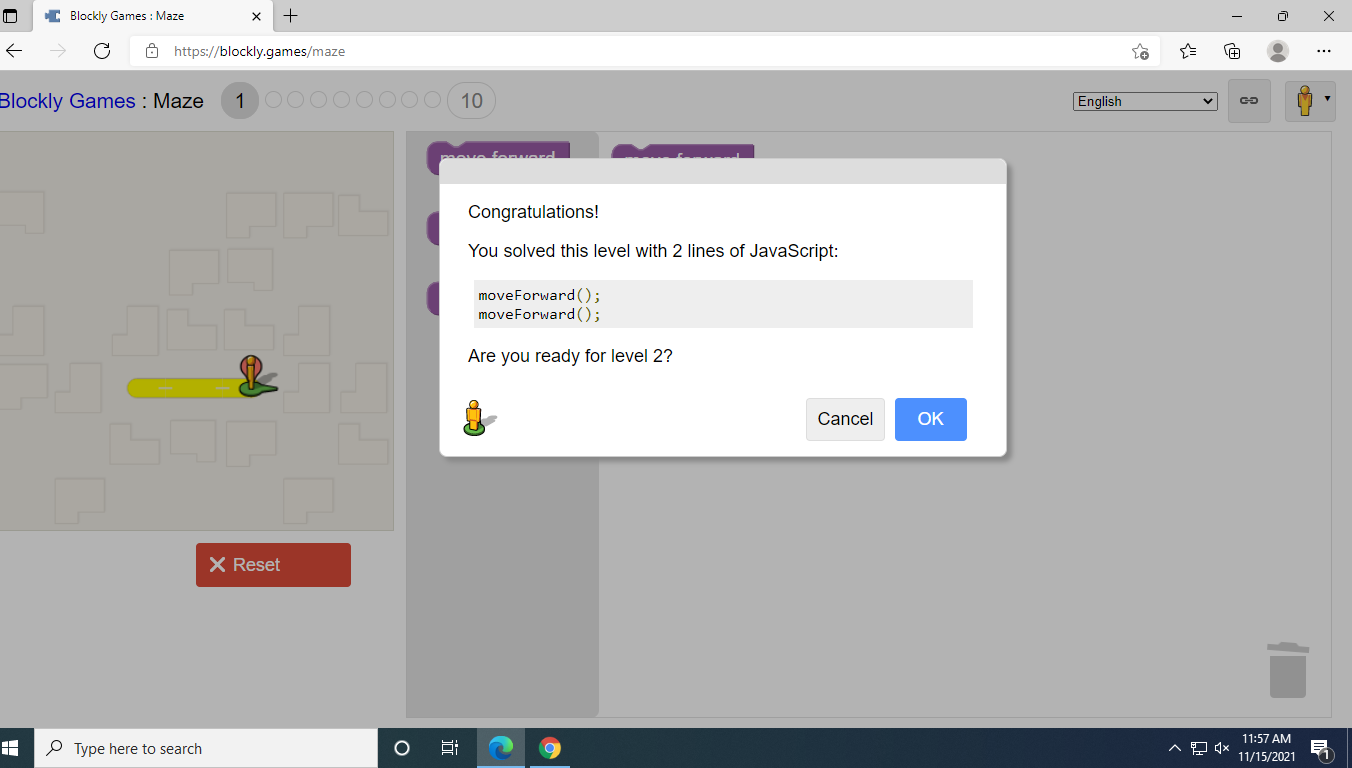 Blockly Games : Maze
https://blockly.games/maze
Blockly Games : Maze 1 10 English
move forward
Congratulations!
You solved this level with 2 lines of JavaScript:
moveForward();
moveForward();
Are you ready for level 2?
Cancel OK
Reset
Type here to search
11:57 AM
11/15/2021
1